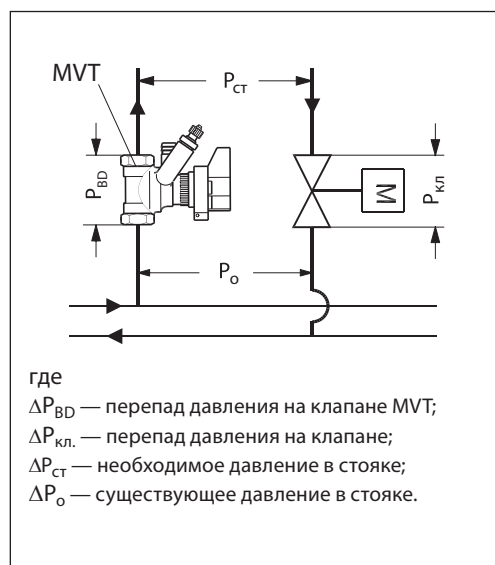 MVT
Pст
PBD
M
Pкл
Po
где
ΔPBD — перепад давления на клапане MVT;
ΔPкл. — перепад давления на клапане;
ΔPст — необходимое давление в стояке;
ΔPo — существующее давление в стояке.